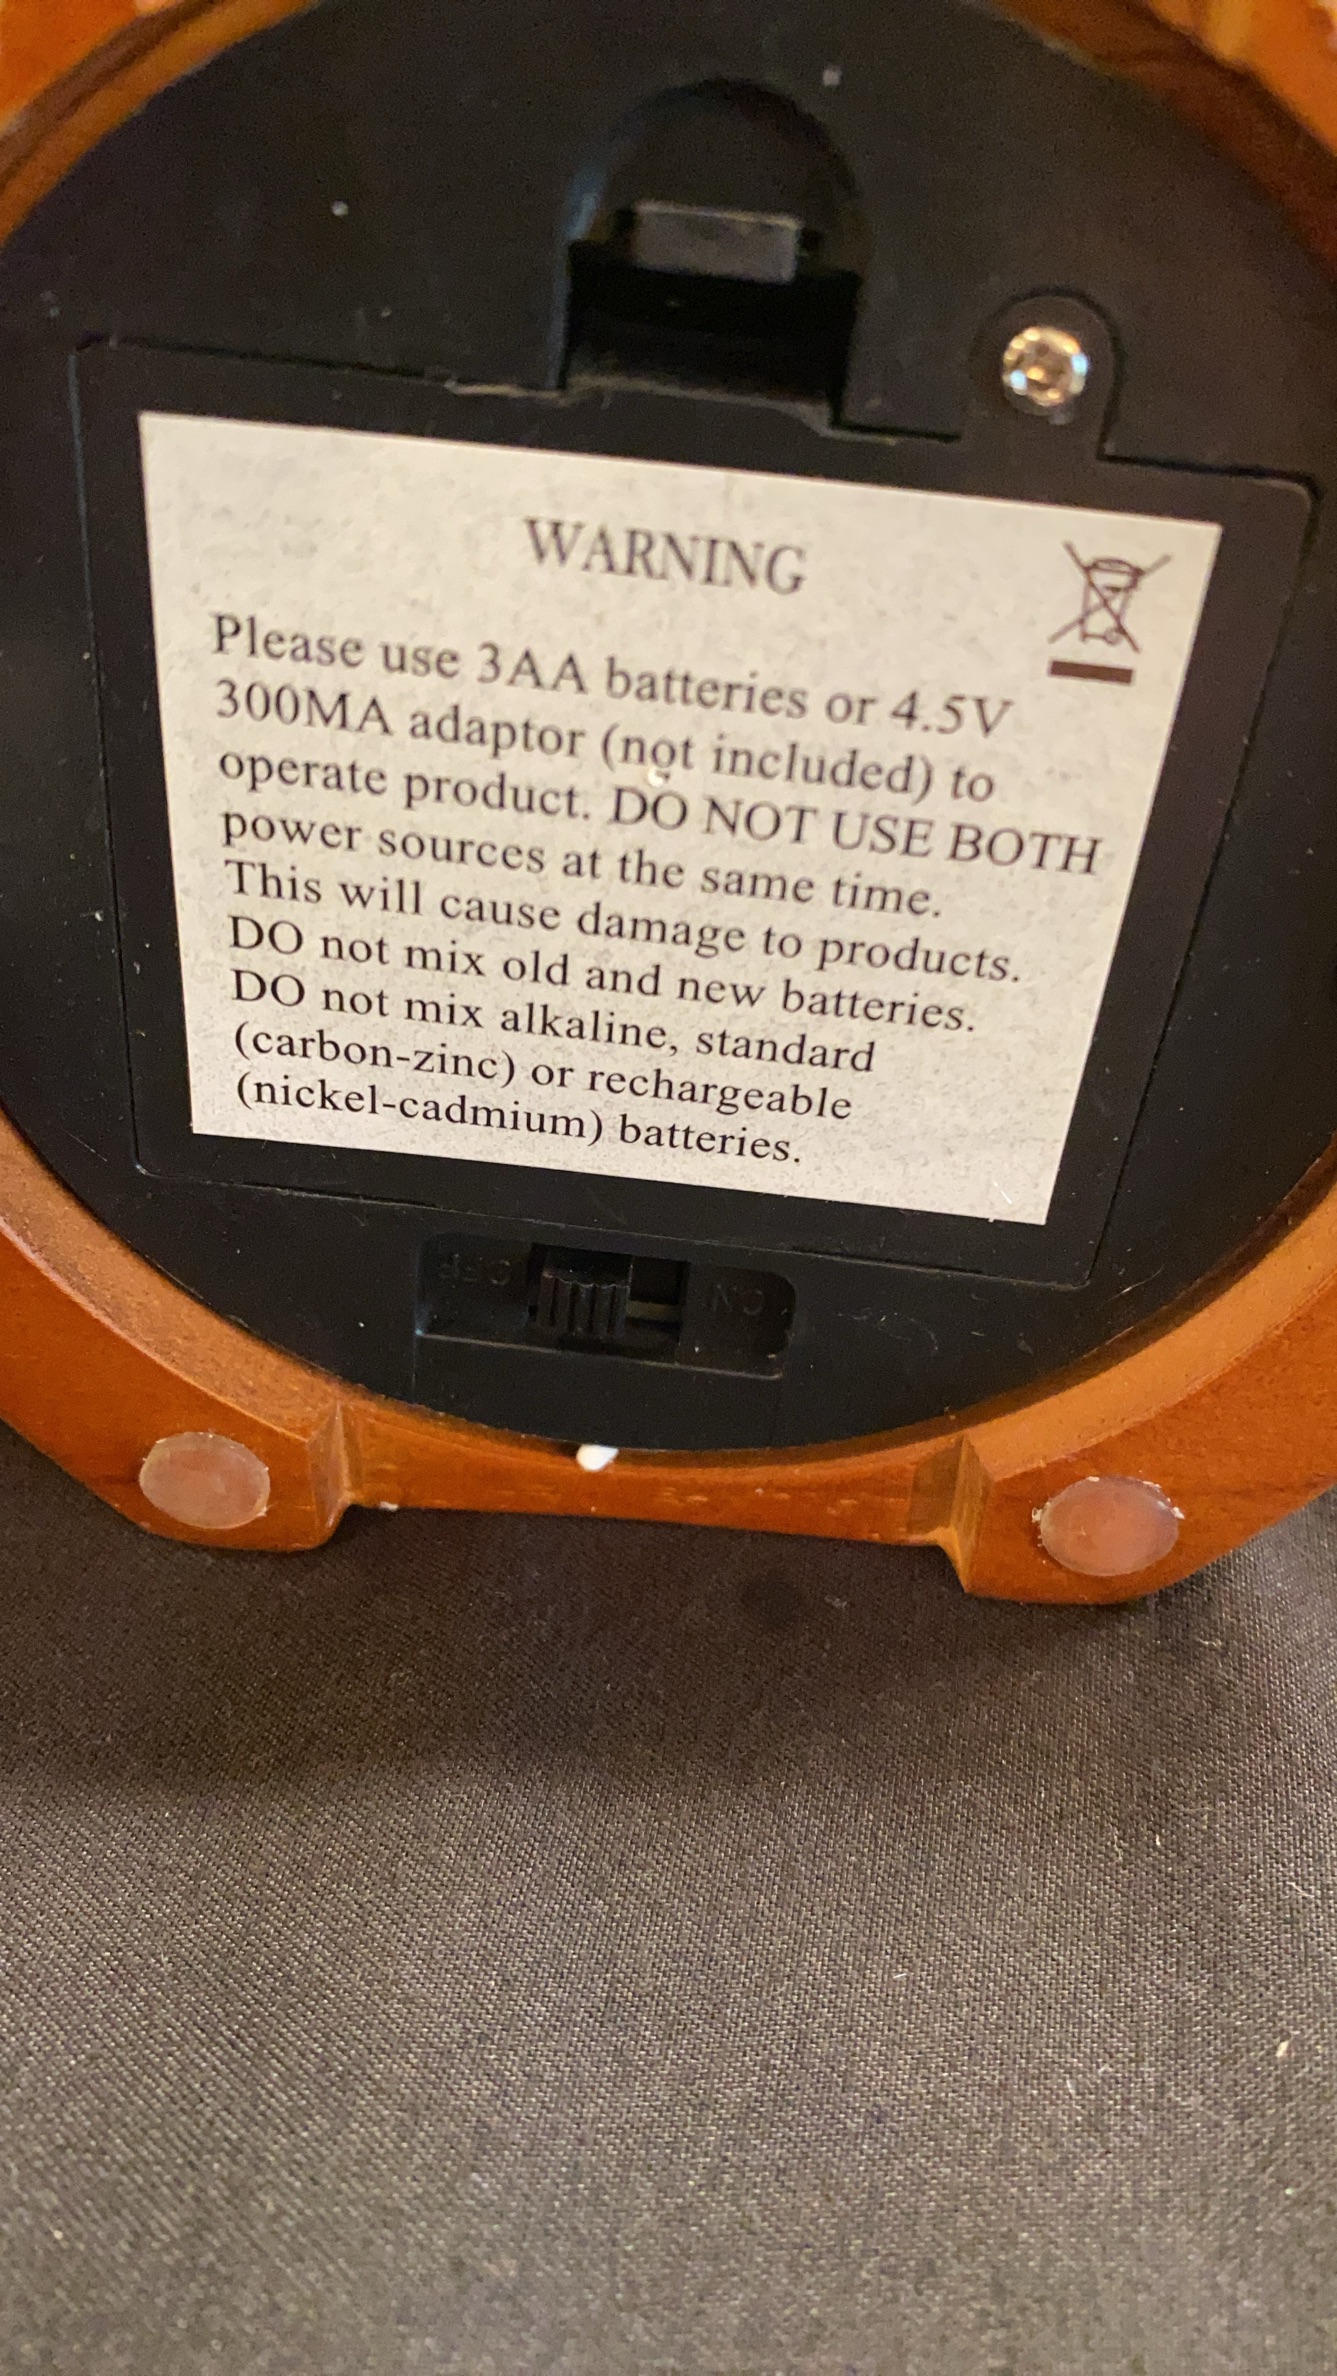 WARNING
Please use 3AA batteries or 4.5V
300MA adaptor (not included) to
operate product. DO NOT USE BOTH
power sources at the same time.
This will cause damage to products.
DO not mix old and new batteries.
DO not mix alkaline, standard
(carbon-zinc) or rechargeable
(nickel-cadmium) batteries.
OFF ON